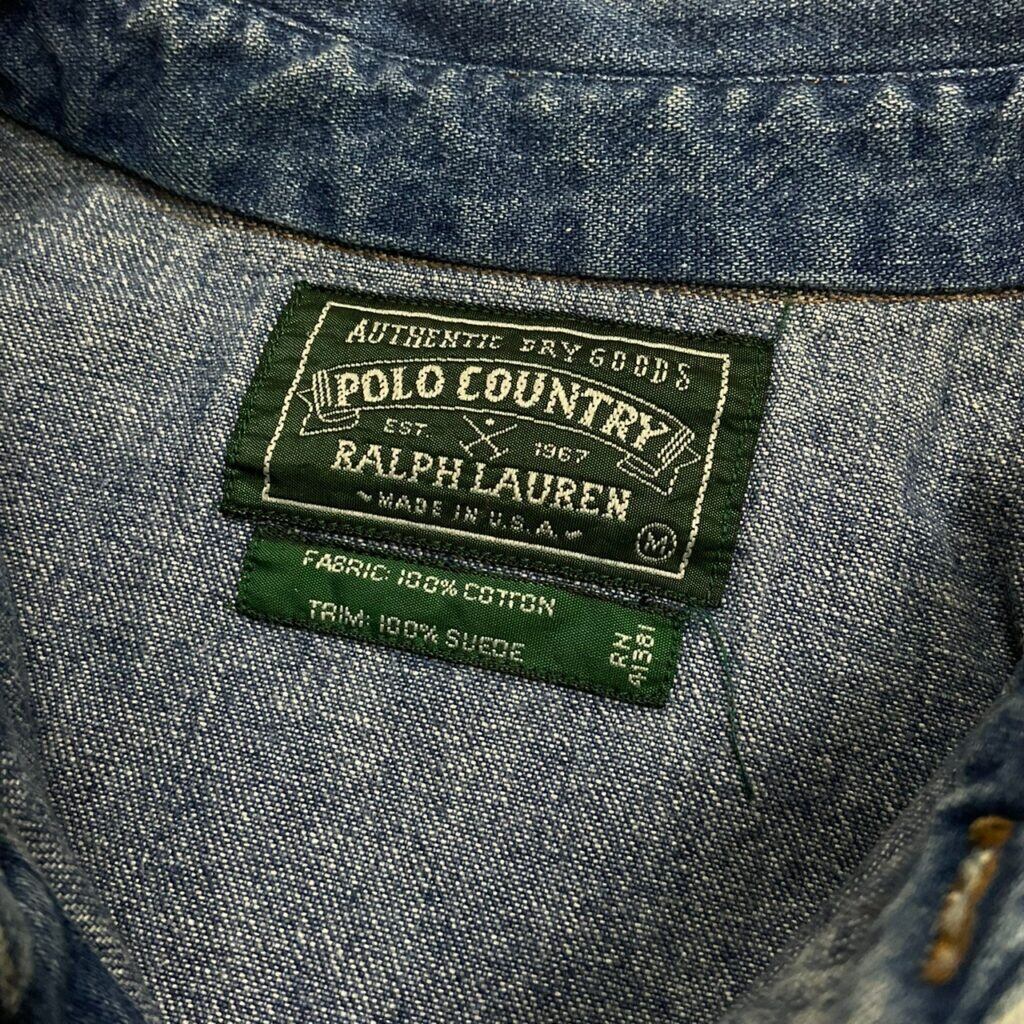 AUTHENTIC DRY GOODS
POLO COUNTRY
EST. 1967
RALPH LAUREN
MADE IN U.S.A.
M
FABRIC: 100% COTTON
TRIM: 100% SUEDE
RN
41381